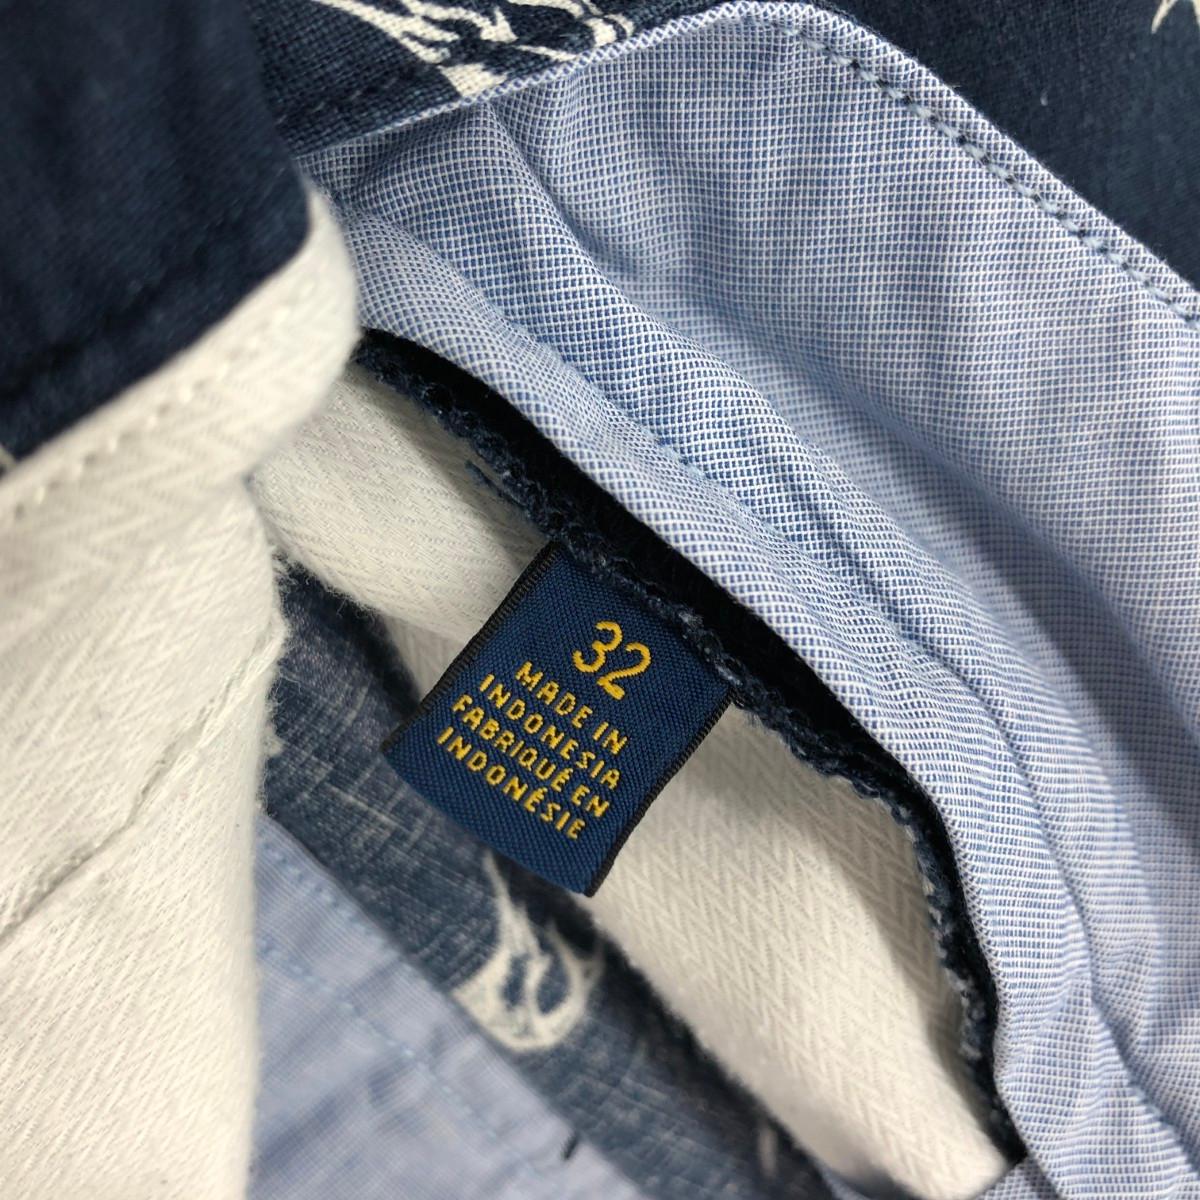 32
MADE IN
INDONESIA
FABRIQUÉ EN
INDONÉSIE